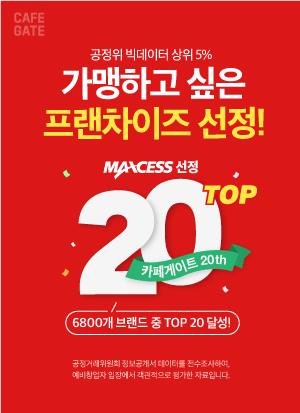 CAFE
GATE
공정위 빅데이터 상위 5%
가맹하고 싶은
프랜차이즈 선정!
MAXCESS 선정
20 TOP
카페게이트 20th
6800개 브랜드 중 TOP 20 달성!
공정거래위원회 정보공개서 데이터를 전수조사하여,
예비창업자 입장에서 객관적으로 평가한 자료입니다.